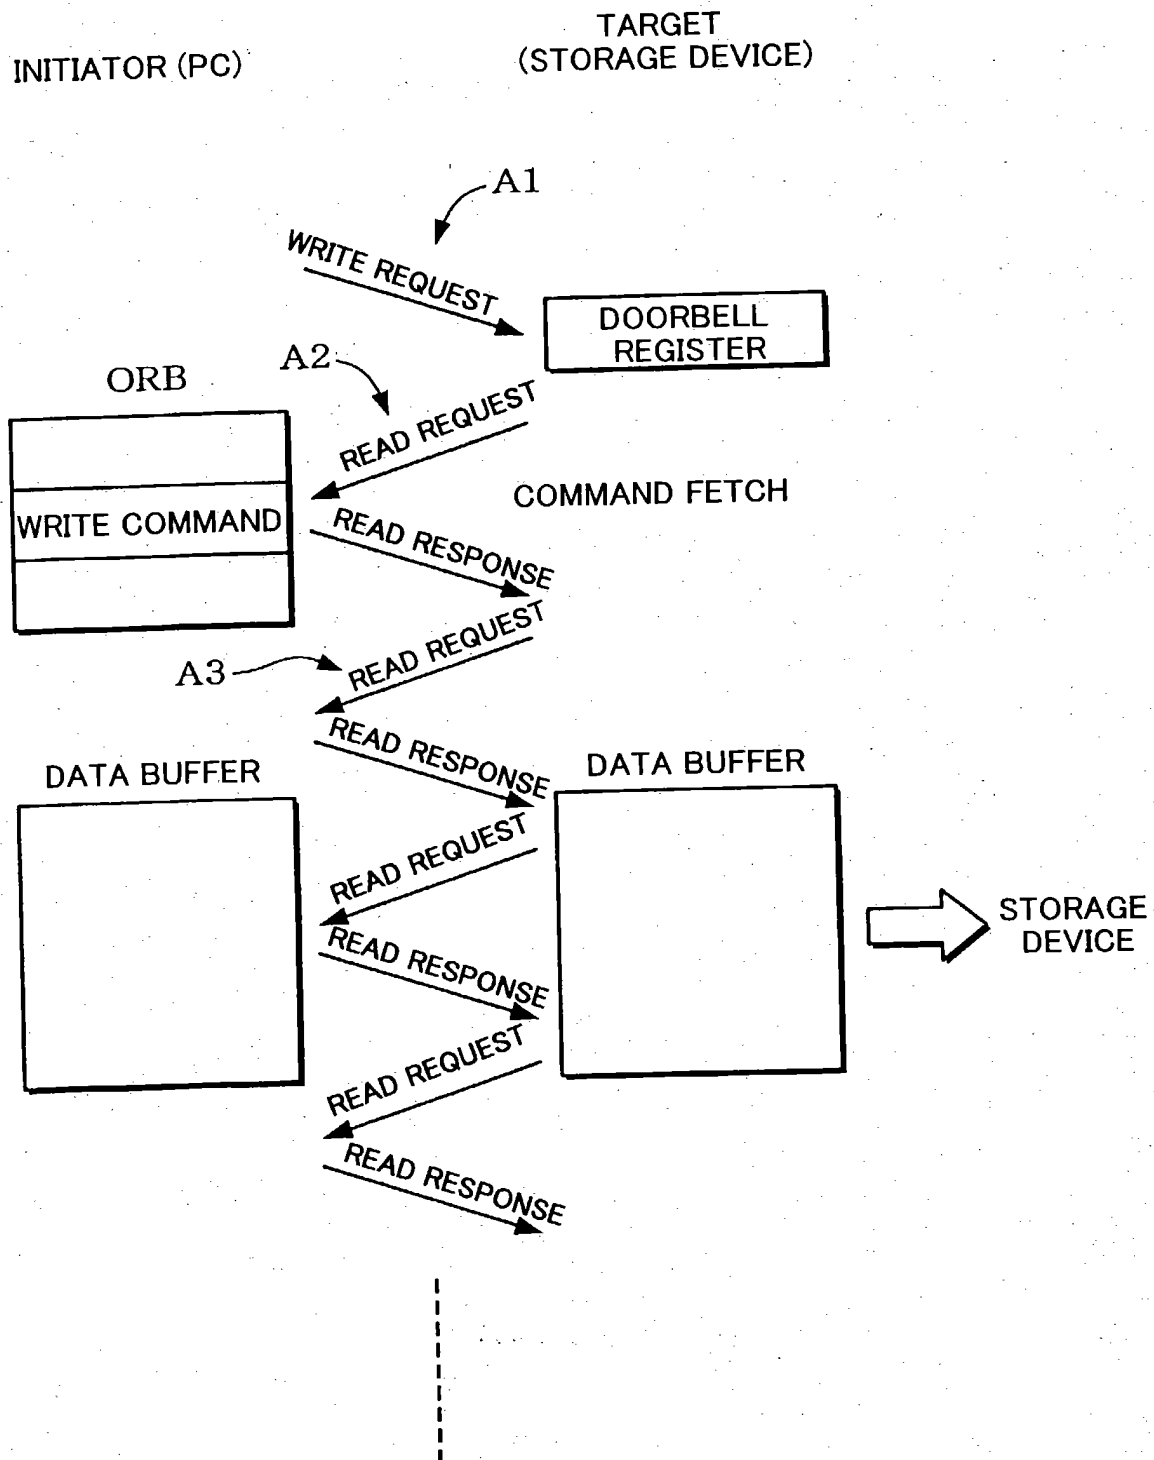 INITIATOR (PC)
TARGET
(STORAGE DEVICE)
A1
WRITE REQUEST
DOORBELL
REGISTER
A2
ORB
READ REQUEST
COMMAND FETCH
WRITE COMMAND
READ RESPONSE
READ REQUEST
A3
READ RESPONSE
DATA BUFFER
DATA BUFFER
READ REQUEST
STORAGE
DEVICE
READ RESPONSE
READ REQUEST
READ RESPONSE